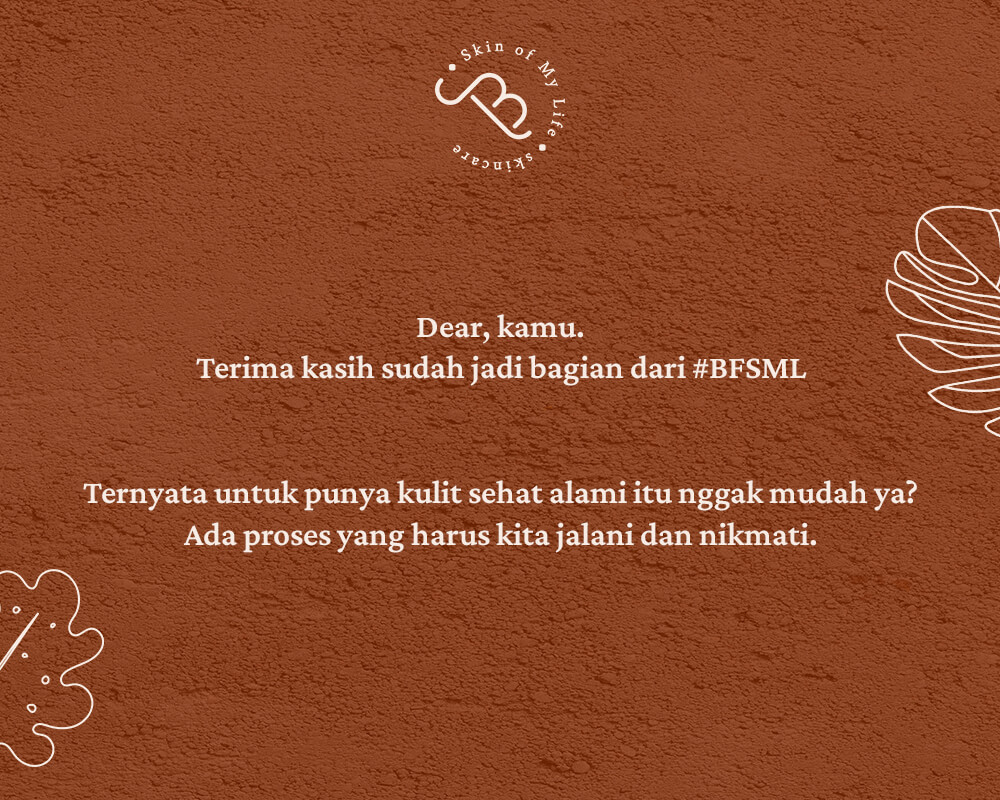 Skin of My Life
skincare
Dear, kamu.
Terima kasih sudah jadi bagian dari #BFSML
Ternyata untuk punya kulit sehat alami itu nggak mudah ya?
Ada proses yang harus kita jalani dan nikmati.